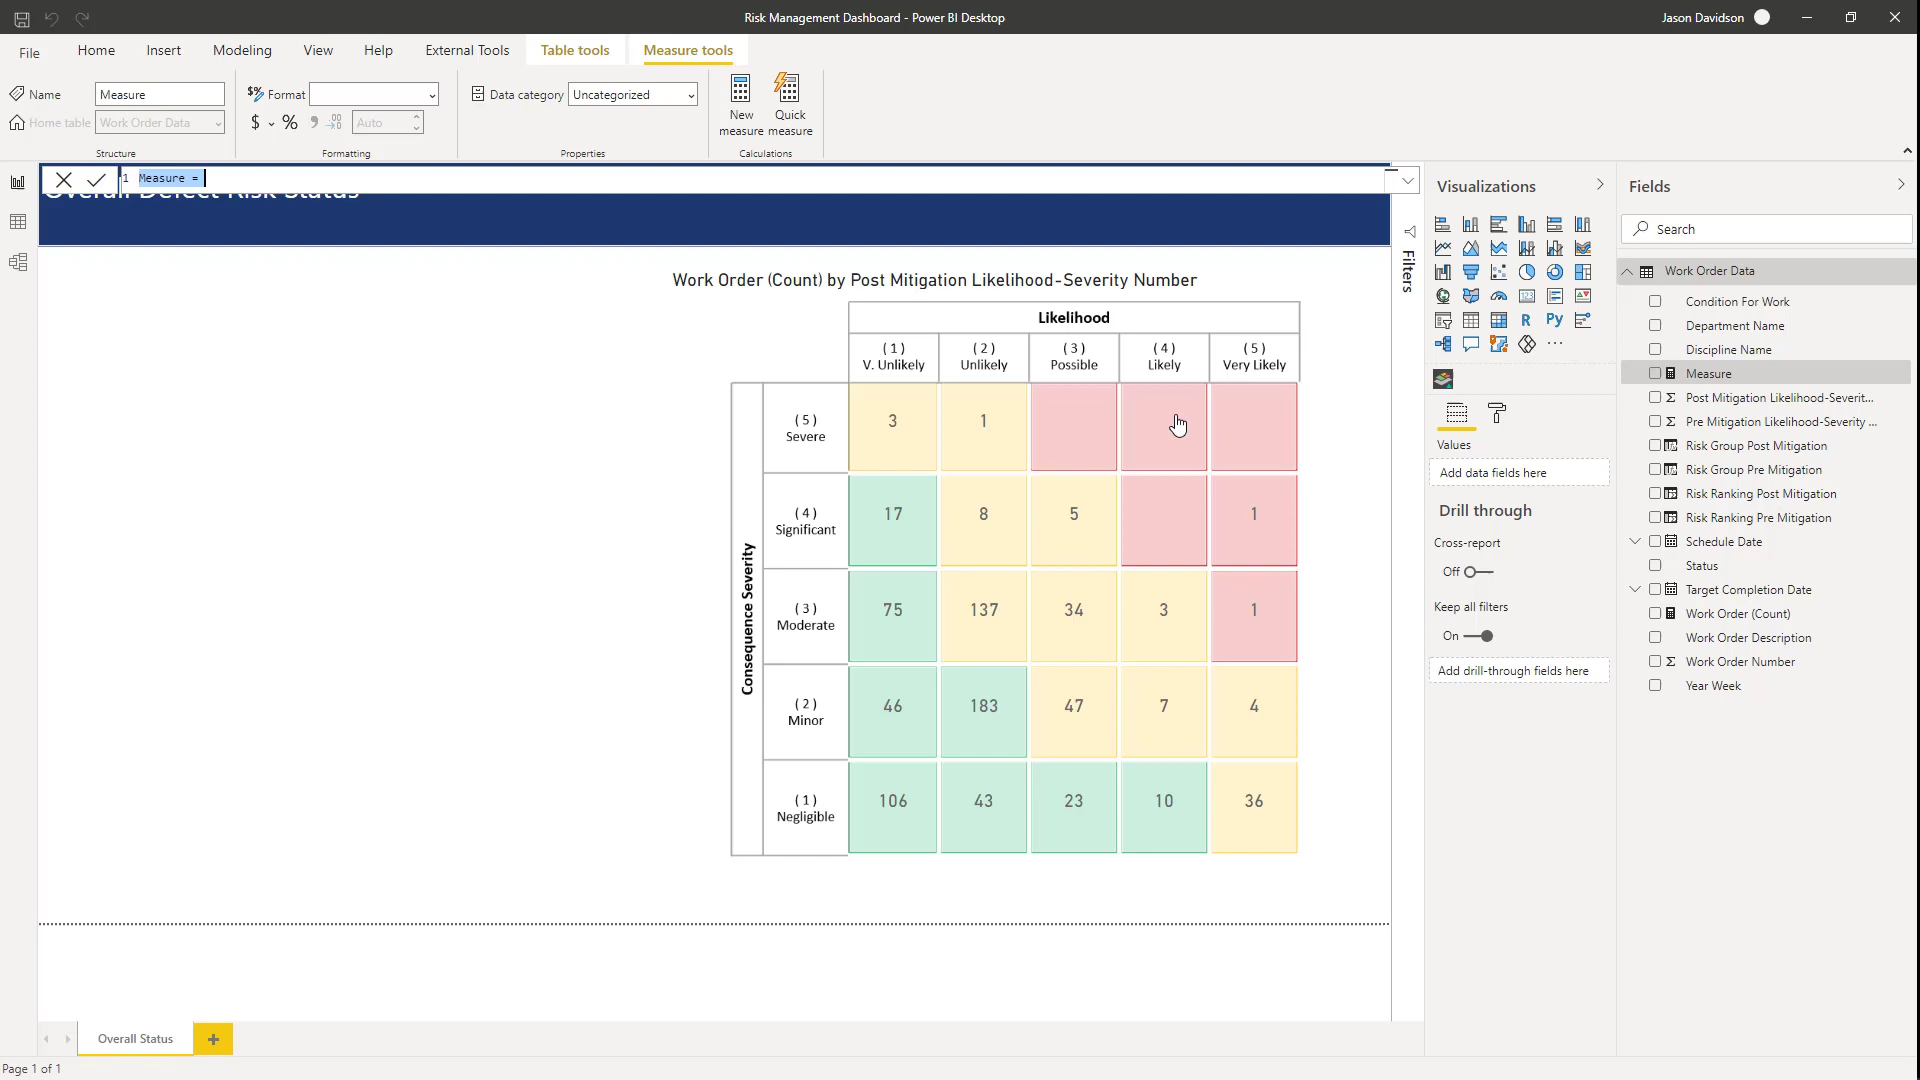 Risk Management Dashboard - Power BI Desktop
Jason Davidson
File Home Insert Modeling View Help External Tools Table tools Measure tools
Name Measure
Home table Work Order Data
Structure
$% Format
$ % 9 .00 Auto
Formatting
Data category Uncategorized
Properties
New measure
Quick measure
Calculations
1 Measure =
Overall Defect Risk Status
Work Order (Count) by Post Mitigation Likelihood-Severity Number
Likelihood
( 1 ) ( 2 ) ( 3 ) ( 4 ) ( 5 )
V. Unlikely Unlikely Possible Likely Very Likely
Consequence Severity
( 5 ) Severe 3 1
( 4 ) Significant 17 8 5 1
( 3 ) Moderate 75 137 34 3 1
( 2 ) Minor 46 183 47 7 4
( 1 ) Negligible 106 43 23 10 36
Filters
Visualizations
123
R Py
...
Values
Add data fields here
Drill through
Cross-report
Off
Keep all filters
On
Add drill-through fields here
Fields
Search
Work Order Data
Condition For Work
Department Name
Discipline Name
Measure
Σ Post Mitigation Likelihood-Severit...
Σ Pre Mitigation Likelihood-Severity ...
Risk Group Post Mitigation
Risk Group Pre Mitigation
Risk Ranking Post Mitigation
Risk Ranking Pre Mitigation
Schedule Date
Status
Target Completion Date
Work Order (Count)
Work Order Description
Σ Work Order Number
Year Week
Overall Status
+
Page 1 of 1